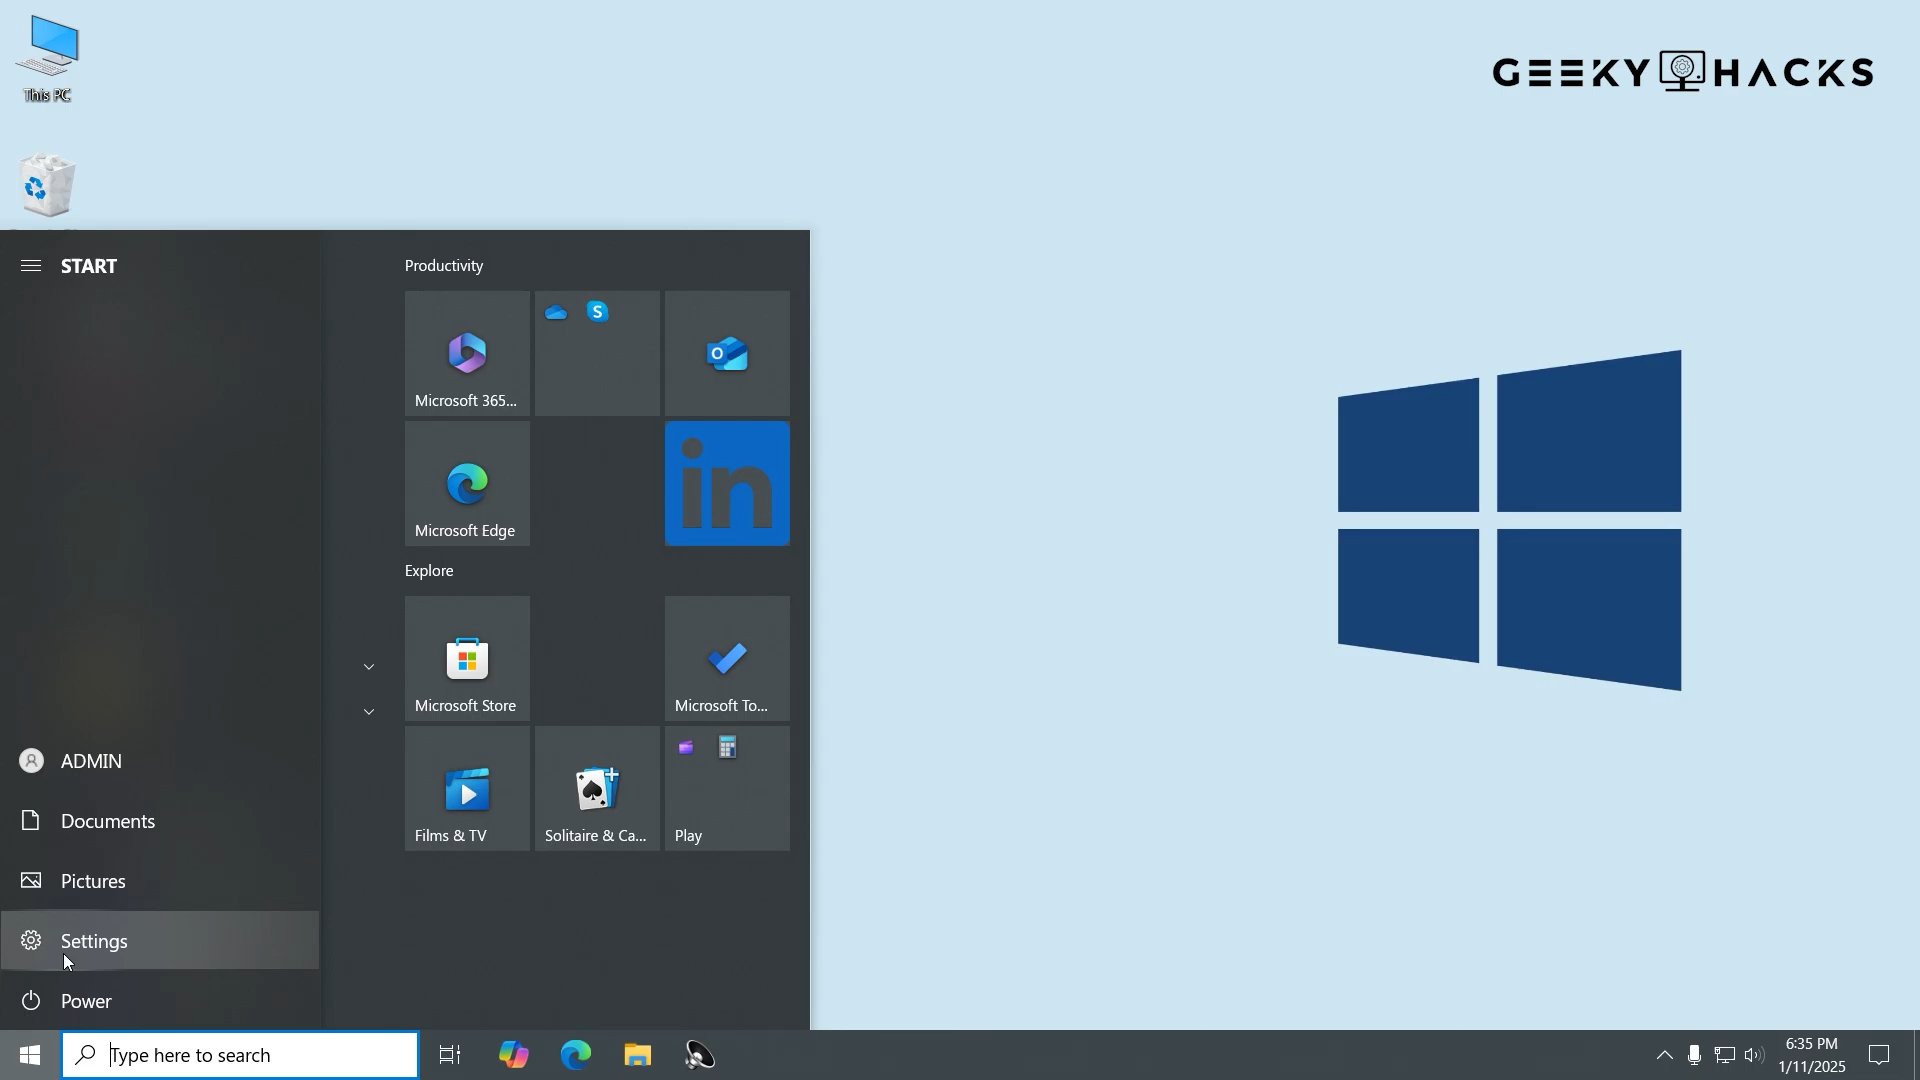 This PC
GEEKY HACKS
START
Productivity
S
O
Microsoft 365...
Microsoft Edge
in
Explore
Microsoft Store
Microsoft To...
Films & TV
Solitaire & Ca...
Play
ADMIN
Documents
Pictures
Settings
Power
Type here to search
6:35 PM
1/11/2025